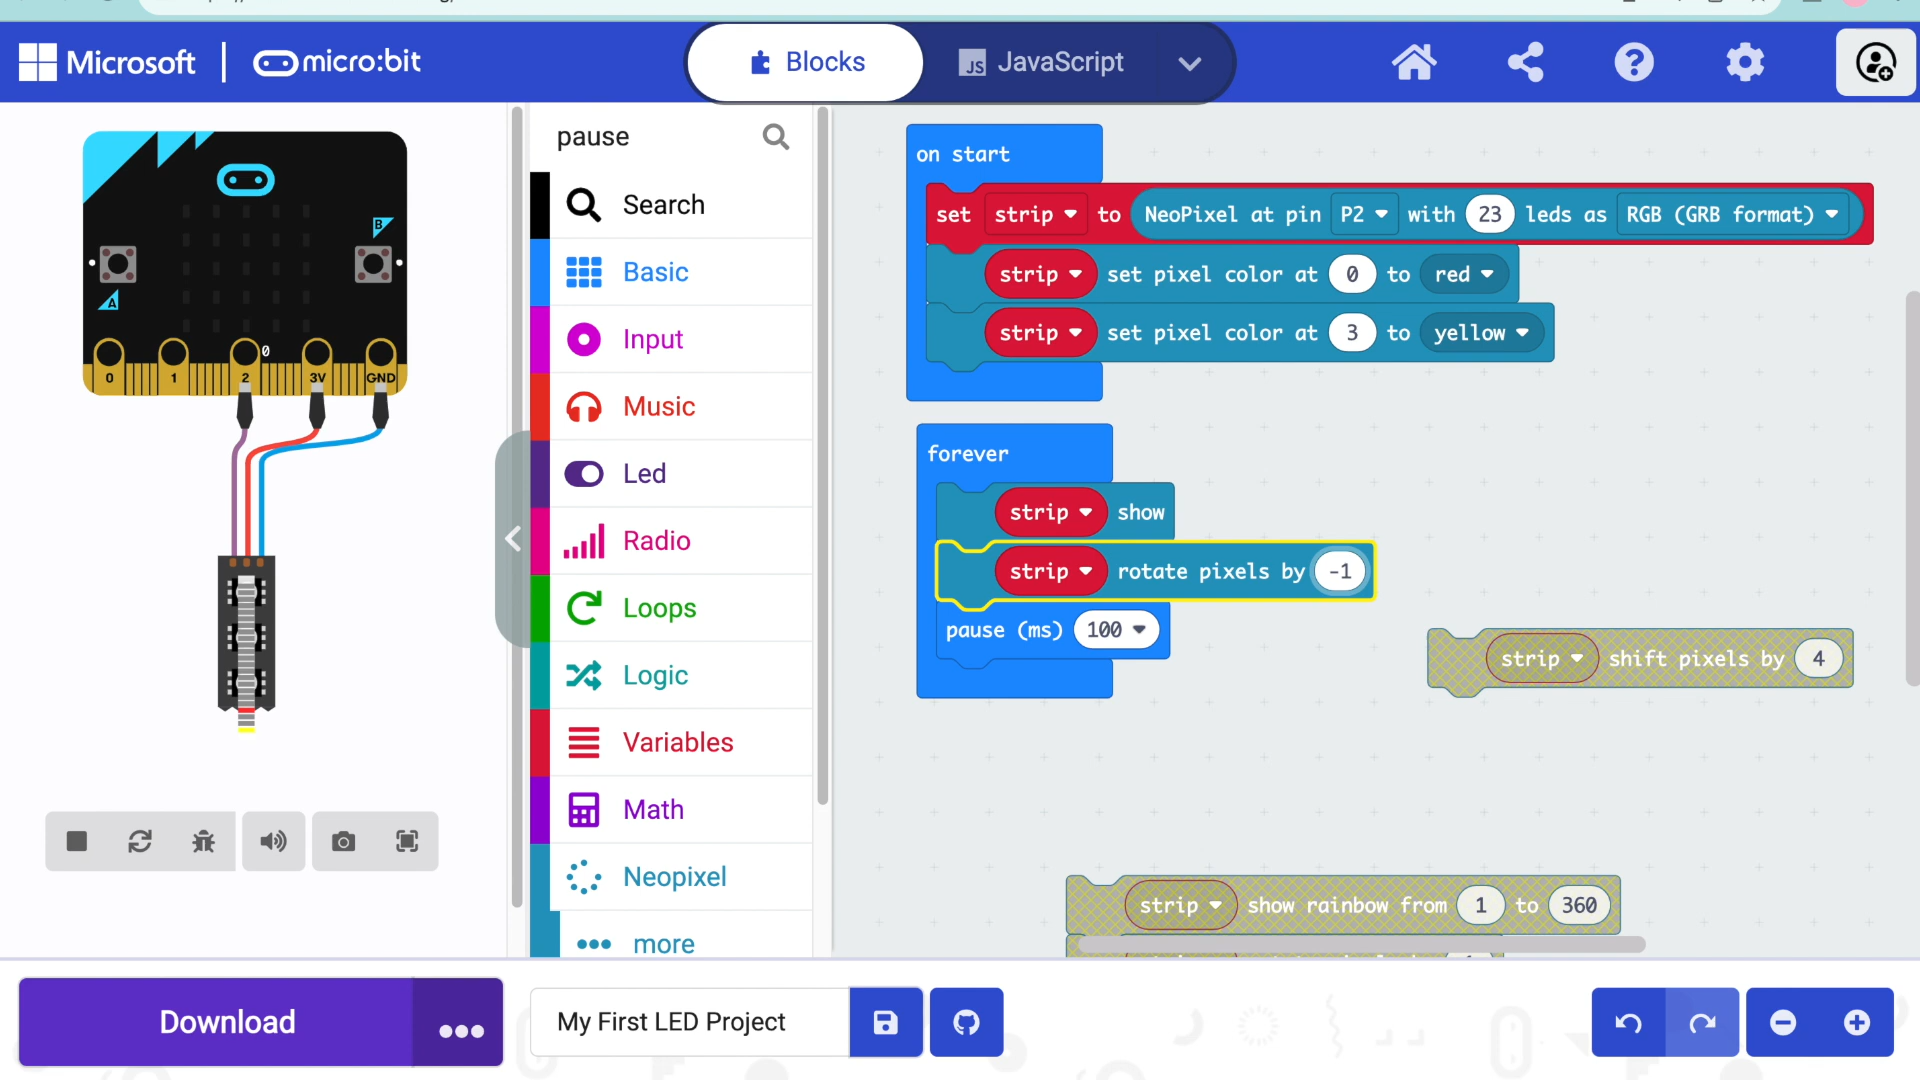 Microsoft | micro:bit
Blocks
JavaScript
B
A
0
0 1 2 3V GND
pause
Search
Basic
Input
Music
Led
Radio
Loops
Logic
Variables
Math
Neopixel
more
on start
set strip to NeoPixel at pin P2 with 23 leds as RGB (GRB format)
strip set pixel color at 0 to red
strip set pixel color at 3 to yellow
forever
strip show
strip rotate pixels by -1
pause (ms) 100
strip shift pixels by 4
strip show rainbow from 1 to 360
Download
My First LED Project